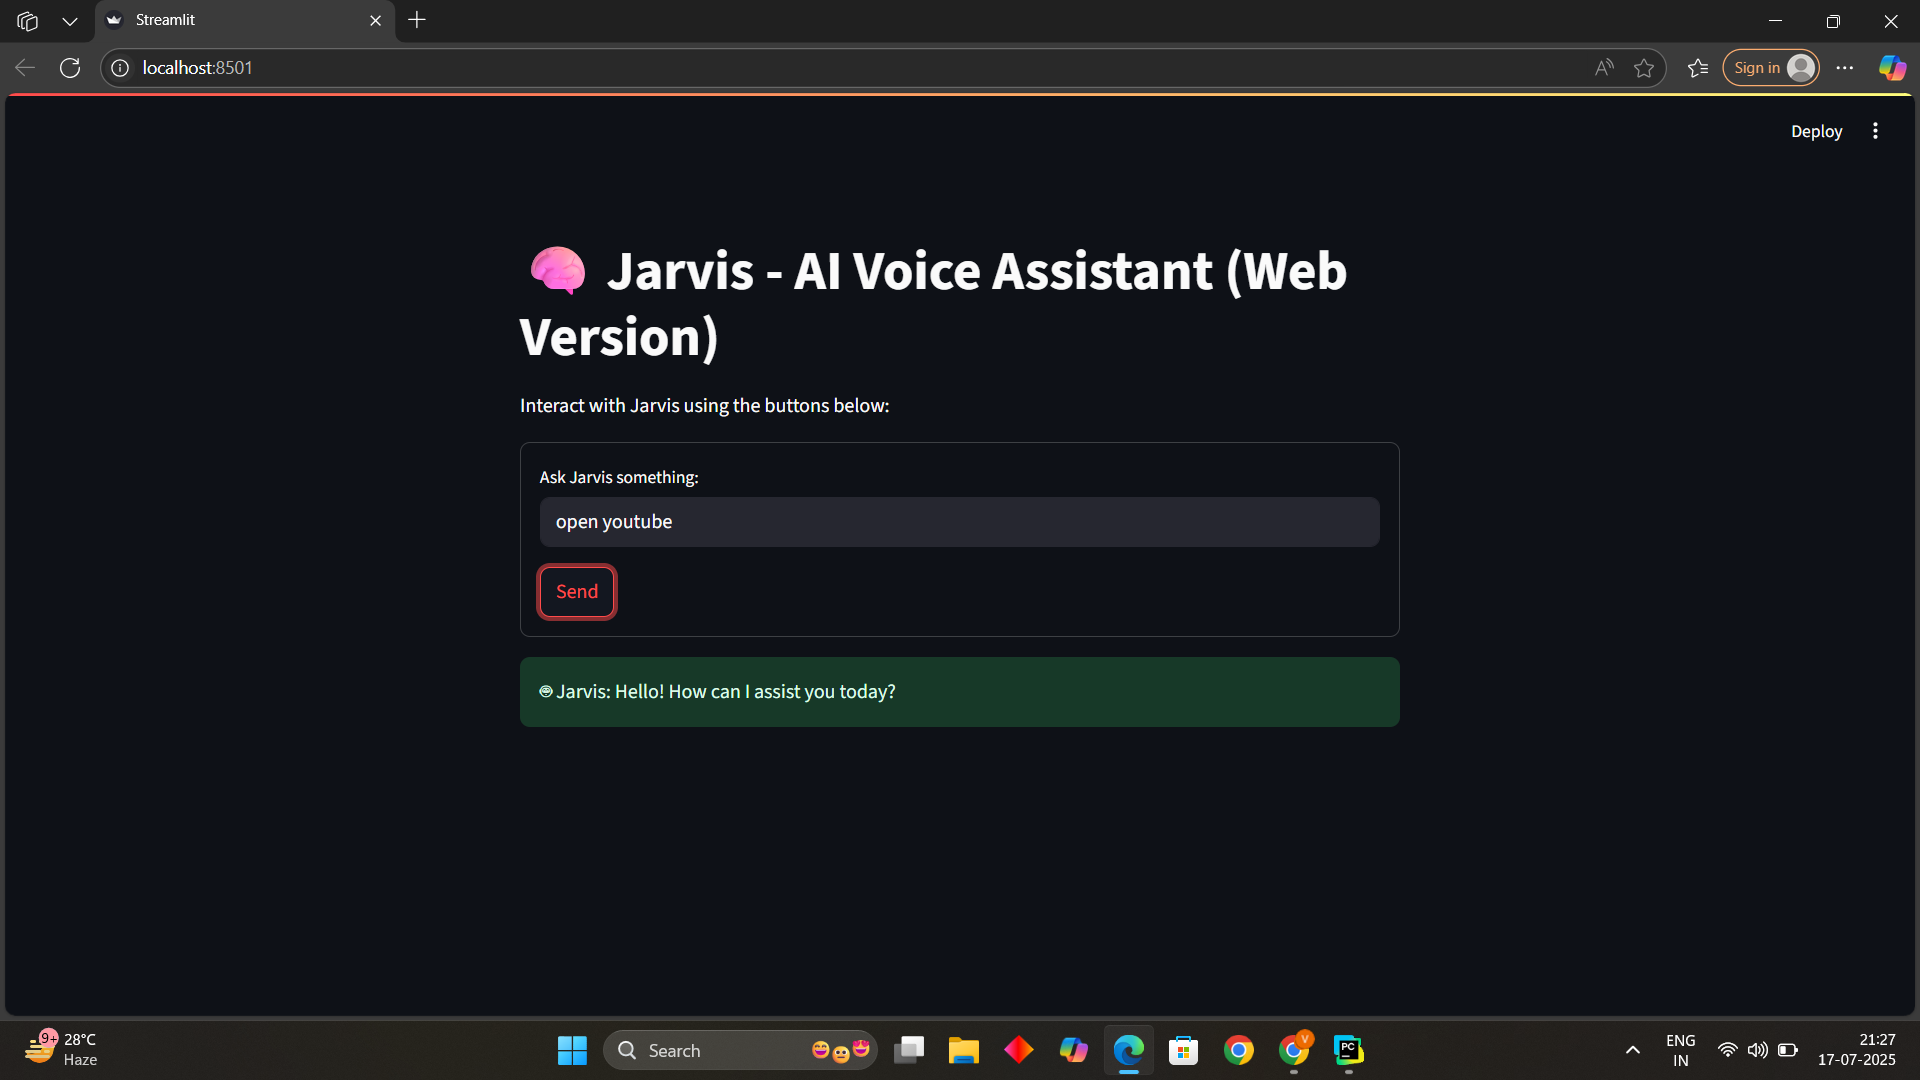 Streamlit
localhost:8501
Sign in
Deploy
Jarvis - AI Voice Assistant (Web
Version)
Interact with Jarvis using the buttons below:
Ask Jarvis something:
open youtube
Send
Jarvis: Hello! How can I assist you today?
9+
28°C
Haze
Search
V
PC
ENG
IN
21:27
17-07-2025